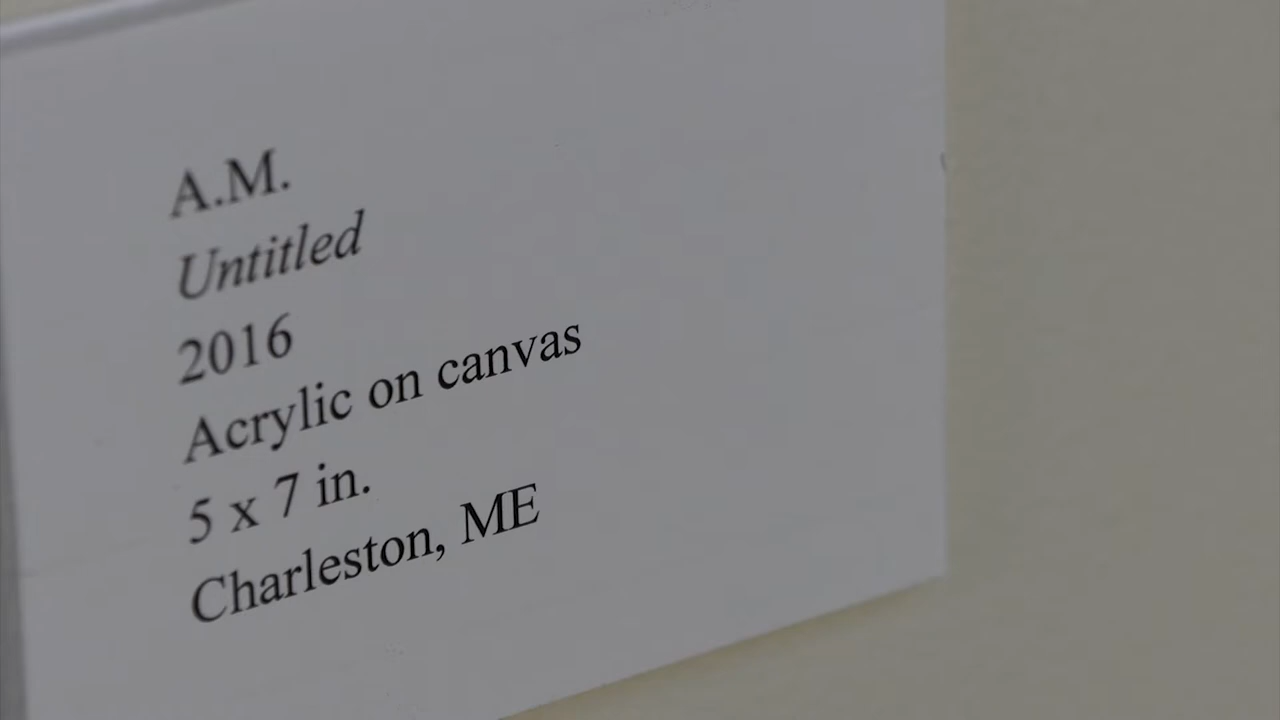 A.M.
Untitled
2016
Acrylic on canvas
5 x 7 in.
Charleston, ME